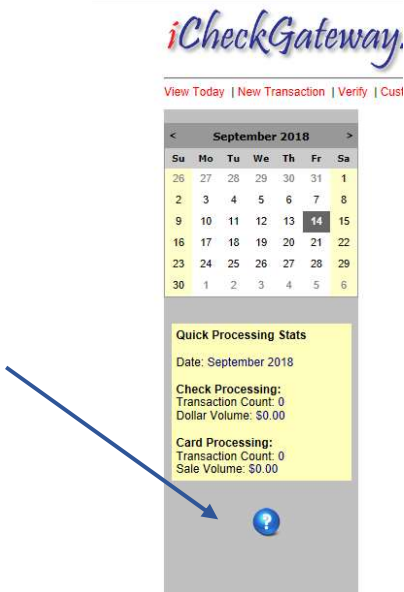 iCheckGateway.
View Today | New Transaction | Verify | Cust
< September 2018 >
Su Mo Tu We Th Fr Sa
26 27 28 29 30 31 1
2 3 4 5 6 7 8
9 10 11 12 13 14 15
16 17 18 19 20 21 22
23 24 25 26 27 28 29
30 1 2 3 4 5 6
Quick Processing Stats
Date: September 2018
Check Processing:
Transaction Count: 0
Dollar Volume: $0.00
Card Processing:
Transaction Count: 0
Sale Volume: $0.00
?